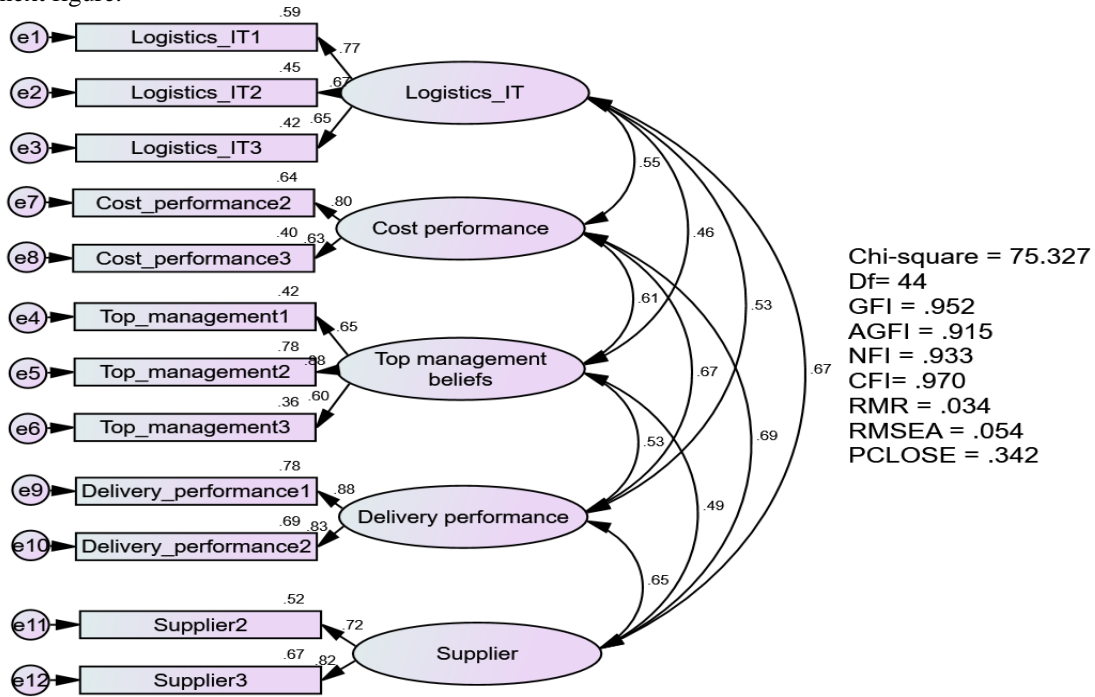 e1 Logistics_IT1 .59
.77
e2 Logistics_IT2 .45
.67
Logistics_IT
e3 Logistics_IT3 .42
.65
.55
e7 Cost_performance2 .64
.80
Cost performance
.46
e8 Cost_performance3 .40
.63
.61
.53
e4 Top_management1 .42
.65
e5 Top_management2 .78
.88
Top management
beliefs
.67
.67
e6 Top_management3 .36
.60
.53
.69
e9 Delivery_performance1 .78
.88
Delivery performance
.49
e10 Delivery_performance2 .69
.83
.65
e11 Supplier2 .52
.72
Supplier
e12 Supplier3 .67
.82
Chi-square = 75.327
Df= 44
GFI = .952
AGFI = .915
NFI = .933
CFI= .970
RMR = .034
RMSEA = .054
PCLOSE = .342